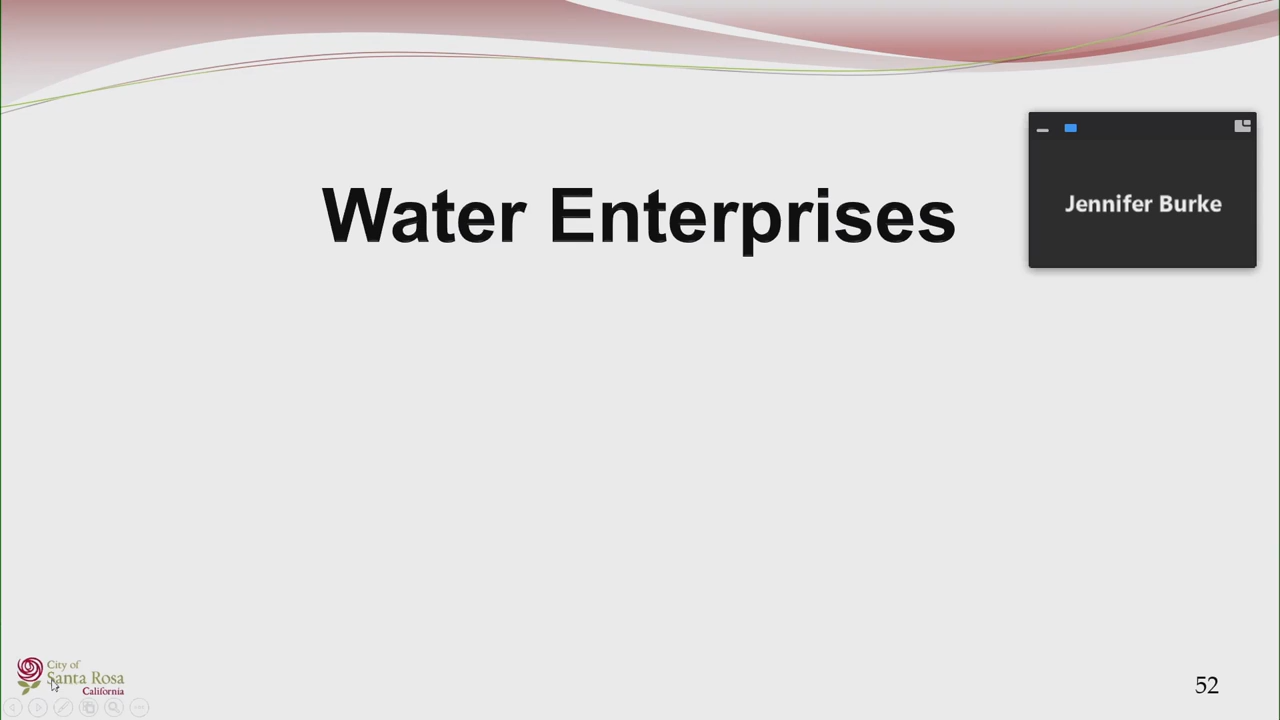 Water Enterprises
Jennifer Burke
City of
Santa Rosa
California
52